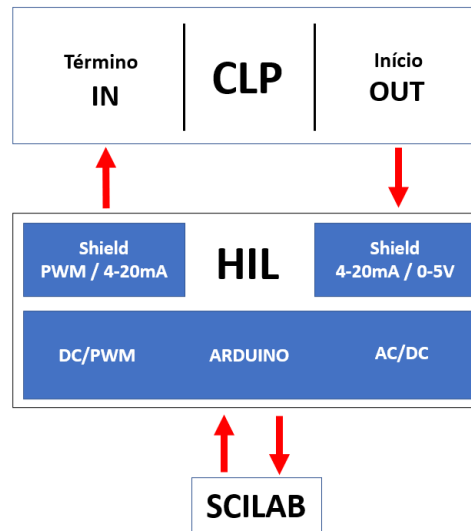 Término
IN
CLP
Início
OUT
Shield
PWM / 4-20mA
HIL
Shield
4-20mA / 0-5V
DC/PWM
ARDUINO
AC/DC
SCILAB